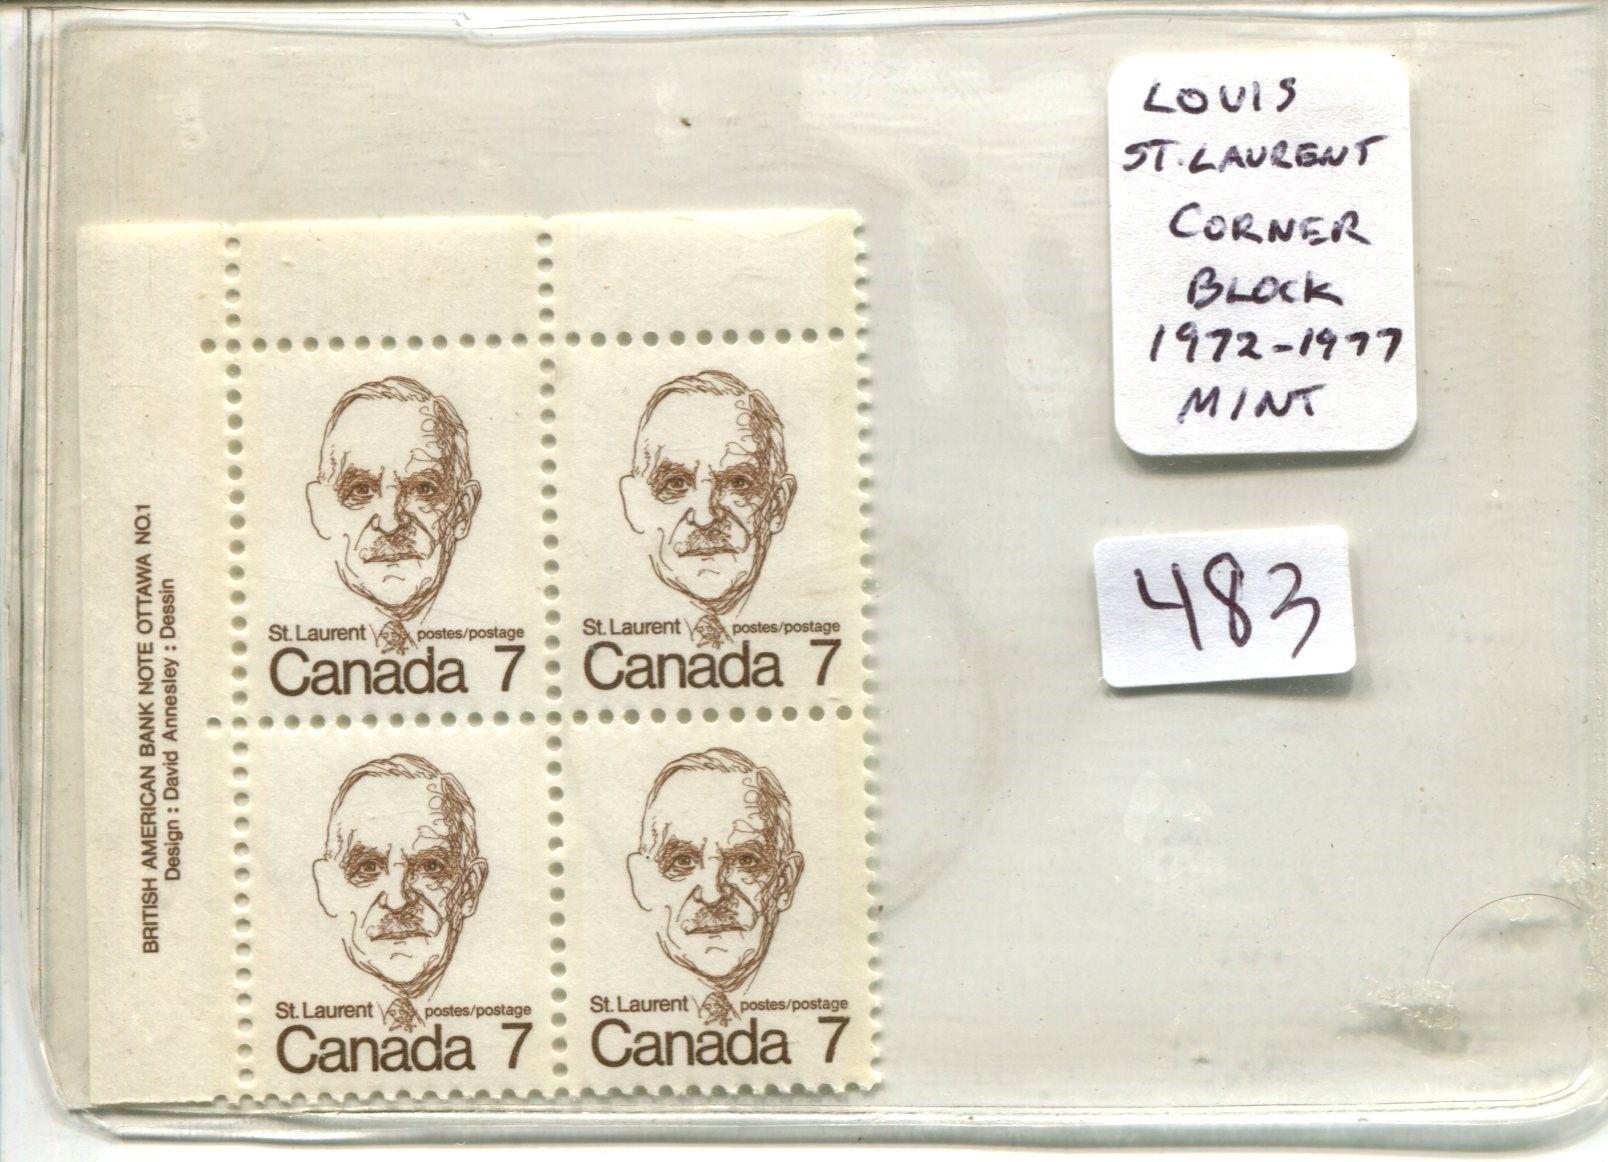 LOUIS
ST. LAURENT
CORNER
BLOCK
1972-1977
MINT
483
BRITISH AMERICAN BANK NOTE OTTAWA NO.1
Design : David Annesley : Dessin
St. Laurent postes/postage
Canada 7
St. Laurent postes/postage
Canada 7
St. Laurent postes/postage
Canada 7
St. Laurent postes/postage
Canada 7